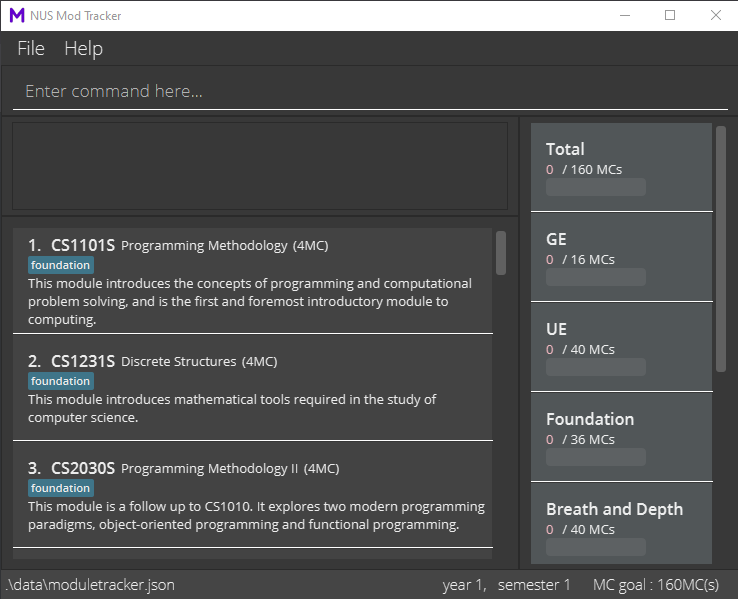 M NUS Mod Tracker
File Help
Enter command here...
1. CS1101S Programming Methodology (4MC)
foundation
This module introduces the concepts of programming and computational
problem solving, and is the first and foremost introductory module to
computing.
2. CS1231S Discrete Structures (4MC)
foundation
This module introduces mathematical tools required in the study of
computer science.
3. CS2030S Programming Methodology II (4MC)
foundation
This module is a follow up to CS1010. It explores two modern programming
paradigms, object-oriented programming and functional programming.
Total
0 / 160 MCs
GE
0 / 16 MCs
UE
0 / 40 MCs
Foundation
0 / 36 MCs
Breath and Depth
0 / 40 MCs
.\data\moduletracker.json
year 1, semester 1 MC goal : 160MC(s)